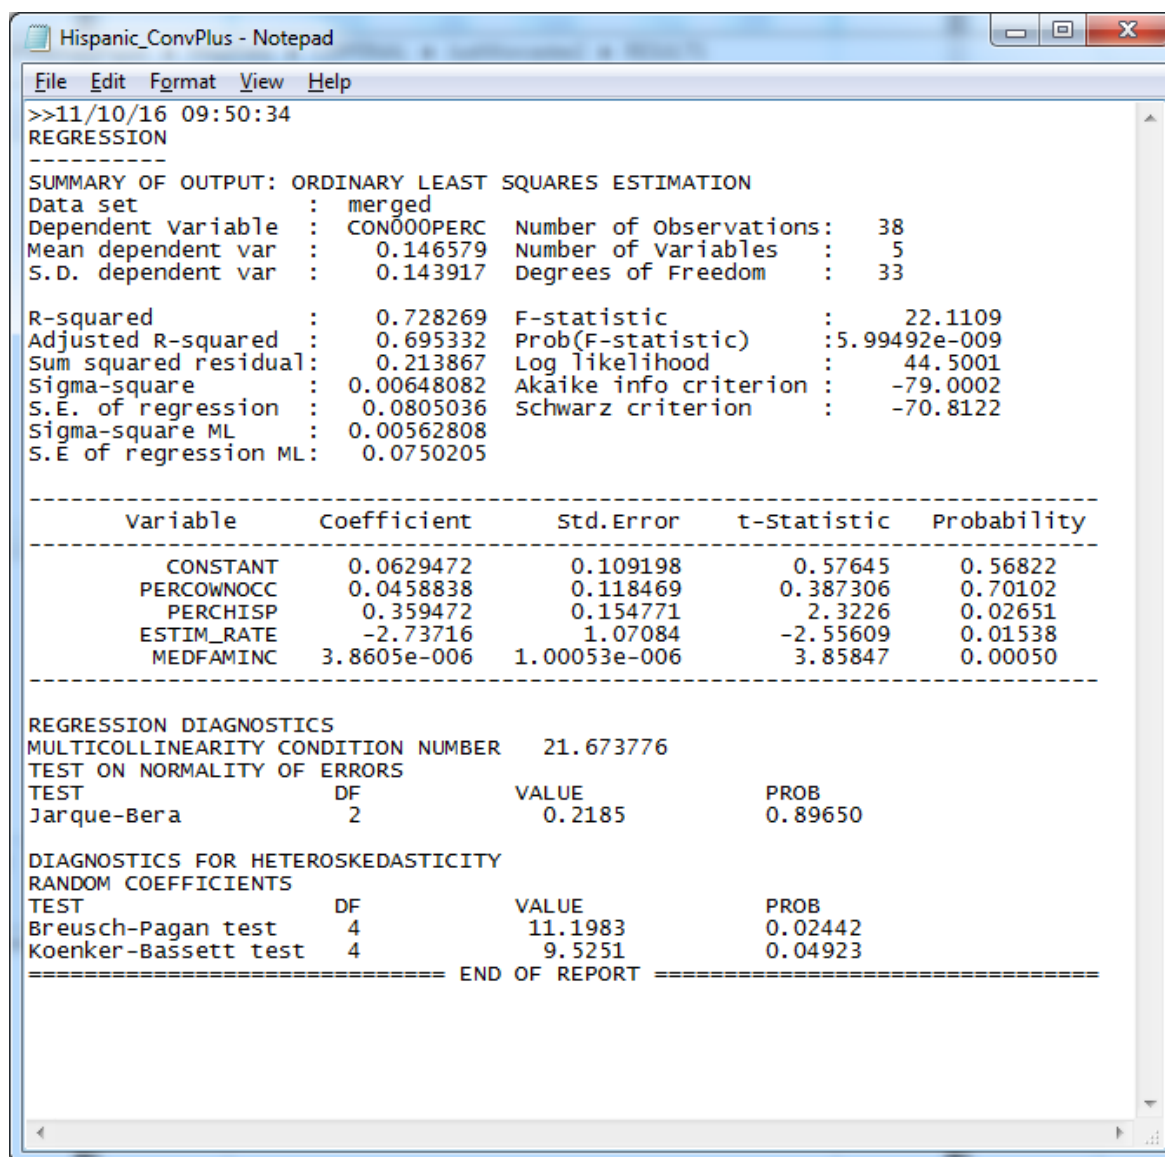 Hispanic_ConvPlus - Notepad
File Edit Format View Help
>>11/10/16 09:50:34
REGRESSION
----------
SUMMARY OF OUTPUT: ORDINARY LEAST SQUARES ESTIMATION
Data set            :  merged
Dependent Variable  :  CON000PERC  Number of Observations:   38
Mean dependent var  :    0.146579  Number of Variables   :    5
S.D. dependent var  :    0.143917  Degrees of Freedom    :   33

R-squared           :    0.728269  F-statistic           :     22.1109
Adjusted R-squared  :    0.695332  Prob(F-statistic)     :5.99492e-009
Sum squared residual:    0.213867  Log likelihood        :     44.5001
Sigma-square        :  0.00648082  Akaike info criterion :    -79.0002
S.E. of regression  :   0.0805036  Schwarz criterion     :    -70.8122
Sigma-square ML     :  0.00562808
S.E of regression ML:   0.0750205

-----------------------------------------------------------------------------
       Variable      Coefficient      Std.Error    t-Statistic   Probability
-----------------------------------------------------------------------------
          CONSTANT     0.0629472       0.109198        0.57645    0.56822
        PERCOWNOCC     0.0458838       0.118469       0.387306    0.70102
          PERCHISP      0.359472       0.154771         2.3226    0.02651
        ESTIM_RATE      -2.73716        1.07084       -2.55609    0.01538
         MEDFAMINC   3.8605e-006   1.00053e-006        3.85847    0.00050
-----------------------------------------------------------------------------

REGRESSION DIAGNOSTICS
MULTICOLLINEARITY CONDITION NUMBER   21.673776
TEST ON NORMALITY OF ERRORS
TEST                  DF           VALUE             PROB
Jarque-Bera            2             0.2185          0.89650

DIAGNOSTICS FOR HETEROSKEDASTICITY
RANDOM COEFFICIENTS
TEST                  DF           VALUE             PROB
Breusch-Pagan test     4            11.1983          0.02442
Koenker-Bassett test   4             9.5251          0.04923
============================== END OF REPORT ================================